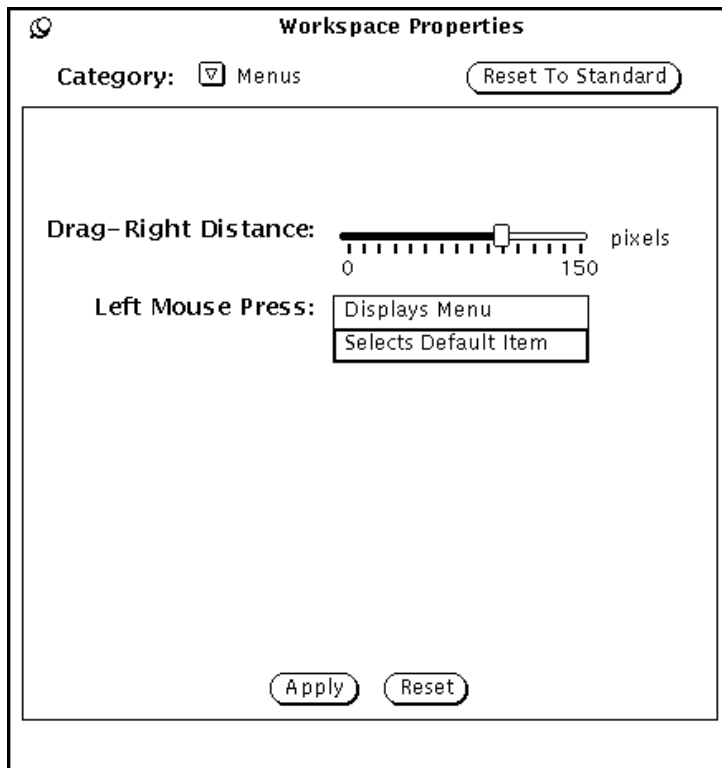 Workspace Properties
Category: Menus Reset To Standard
Drag-Right Distance: pixels
0 150
Left Mouse Press: Displays Menu
Selects Default Item
Apply Reset